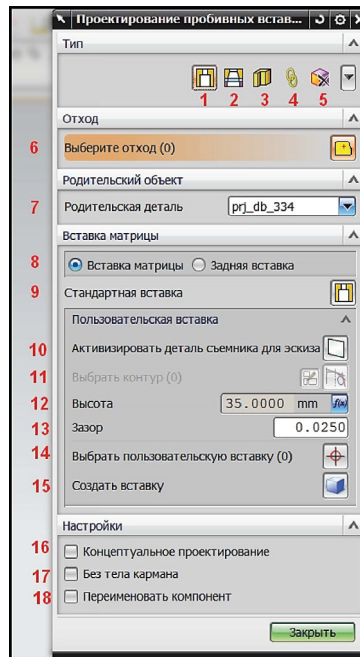 Проектирование пробивных встав...
Тип
1 2 3 4 5
Отход
6 Выберите отход (0)
Родительский объект
7 Родительская деталь prj_db_334
Вставка матрицы
8 Вставка матрицы Задняя вставка
9 Стандартная вставка
Пользовательская вставка
10 Активизировать деталь съемника для эскиза
11 Выбрать контур (0)
12 Высота 35.0000 mm f(x)
13 Зазор 0.0250
14 Выбрать пользовательскую вставку (0)
15 Создать вставку
Настройки
16 Концептуальное проектирование
17 Без тела кармана
18 Переименовать компонент
Закрыть